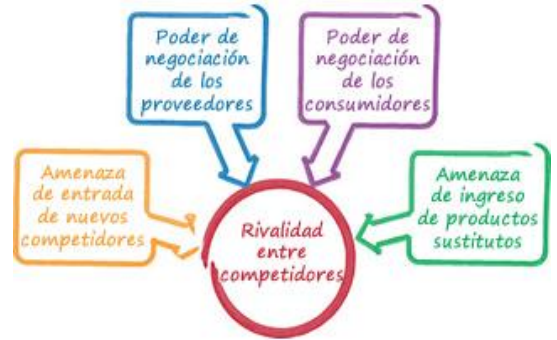 Poder de
negociación
de los
proveedores
Poder de
negociación
de los
consumidores
Amenaza
de entrada
de nuevos
competidores
Rivalidad
entre
competidores
Amenaza
de ingreso
de productos
sustitutos